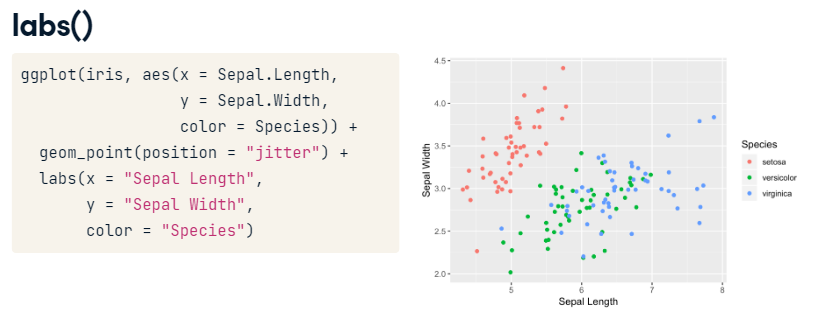 labs()
ggplot(iris, aes(x = Sepal.Length,
                 y = Sepal.Width,
                 color = Species)) +
  geom_point(position = "jitter") +
  labs(x = "Sepal Length",
       y = "Sepal Width",
       color = "Species")
4.5
4.0
3.5
3.0
2.5
2.0
Sepal Width
5 6 7 8
Sepal Length
Species
setosa
versicolor
virginica